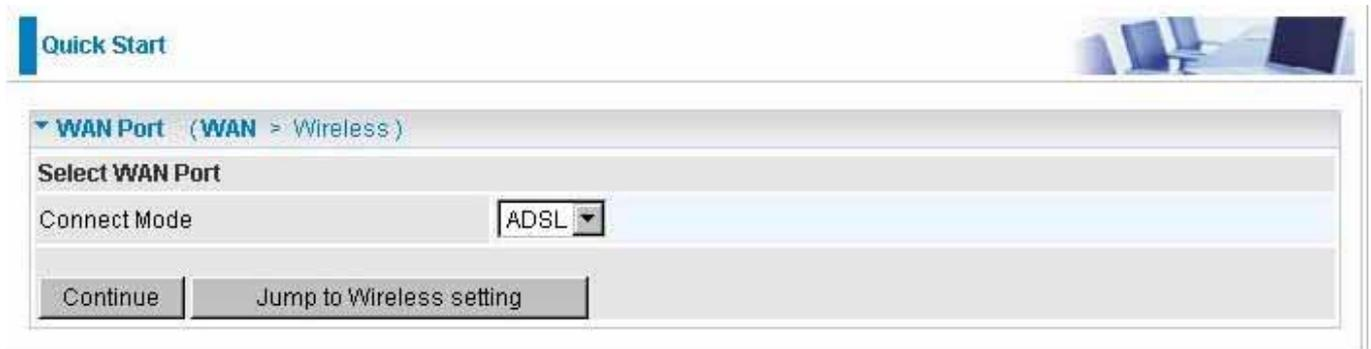 Quick Start
WAN Port (WAN > Wireless)
Select WAN Port
Connect Mode ADSL
Continue Jump to Wireless setting